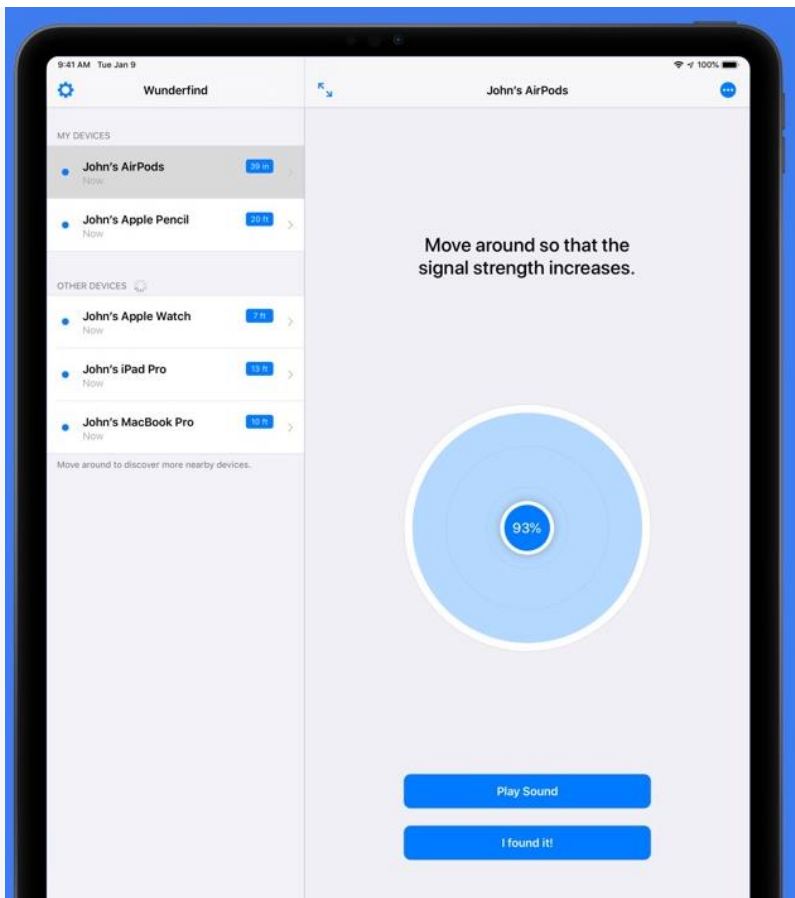 9:41 AM Tue Jan 9
100%
Wunderfind
John's AirPods
MY DEVICES
John's AirPods
39 in
Now
John's Apple Pencil
20 ft
Now
OTHER DEVICES
John's Apple Watch
7 ft
Now
John's iPad Pro
13 ft
Now
John's MacBook Pro
10 ft
Now
Move around to discover more nearby devices.
Move around so that the
signal strength increases.
93%
Play Sound
I found it!